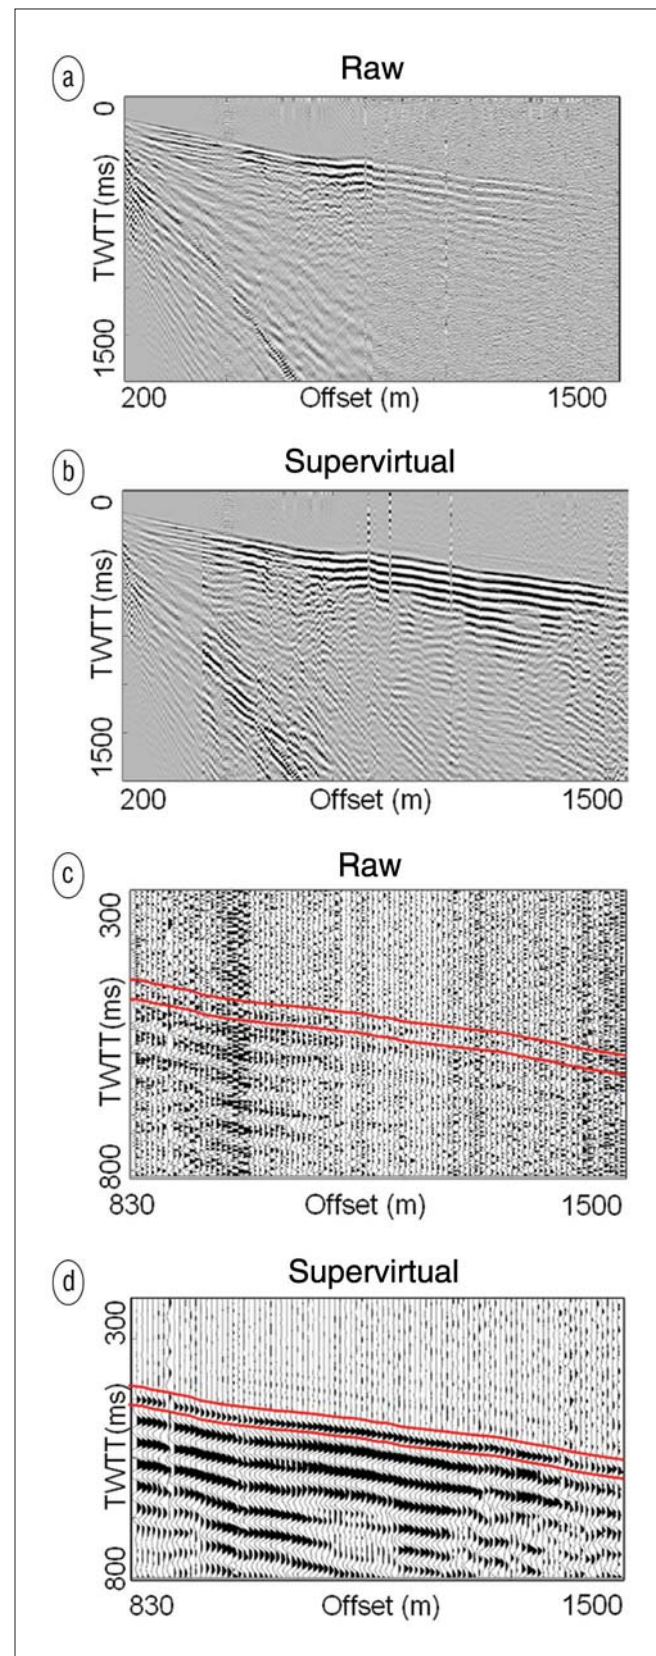 a
Raw
0
TWTT(ms)
1500
200
Offset (m)
1500
b
Supervirtual
0
TWTT(ms)
1500
200
Offset (m)
1500
c
Raw
300
TWTT(ms)
800
830
Offset (m)
1500
d
Supervirtual
300
TWTT(ms)
800
830
Offset (m)
1500